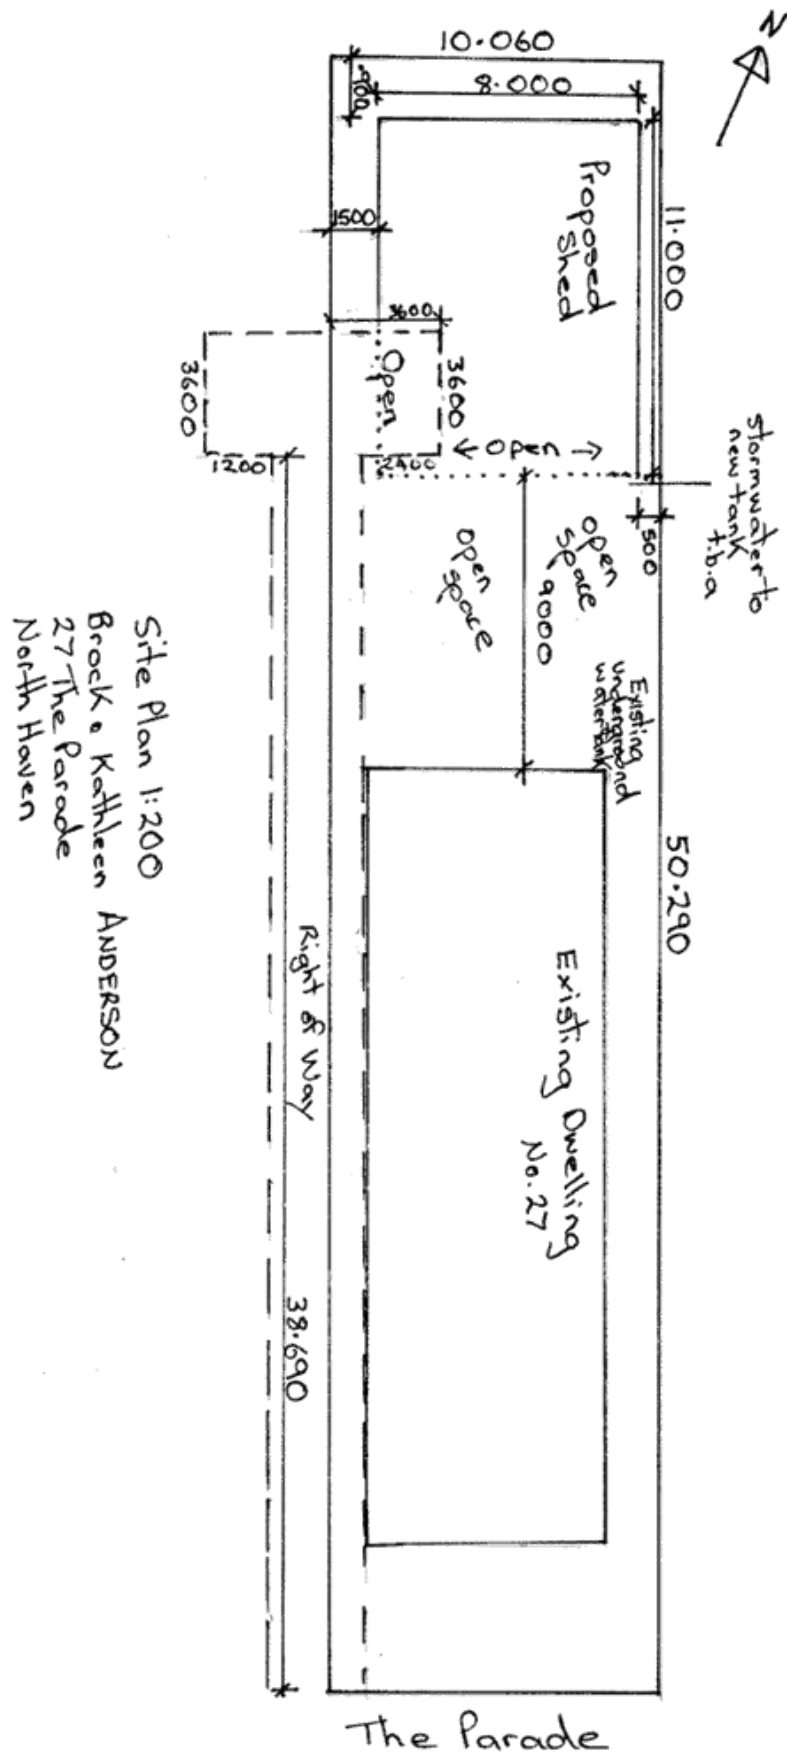 N
10.060
8.000
900
Proposed
Shed
11.000
1500
3600
Open
3600
3600
1200
2400
← Open →
Stormwater to
new tank
t.b.a
500
Open
space
Open
space
9000
Existing
underground
watertank
50.290
Existing Dwelling
No. 27
Right of Way
38.690
Site Plan 1:200
Brock & Kathleen ANDERSON
27 The Parade
North Haven
The Parade